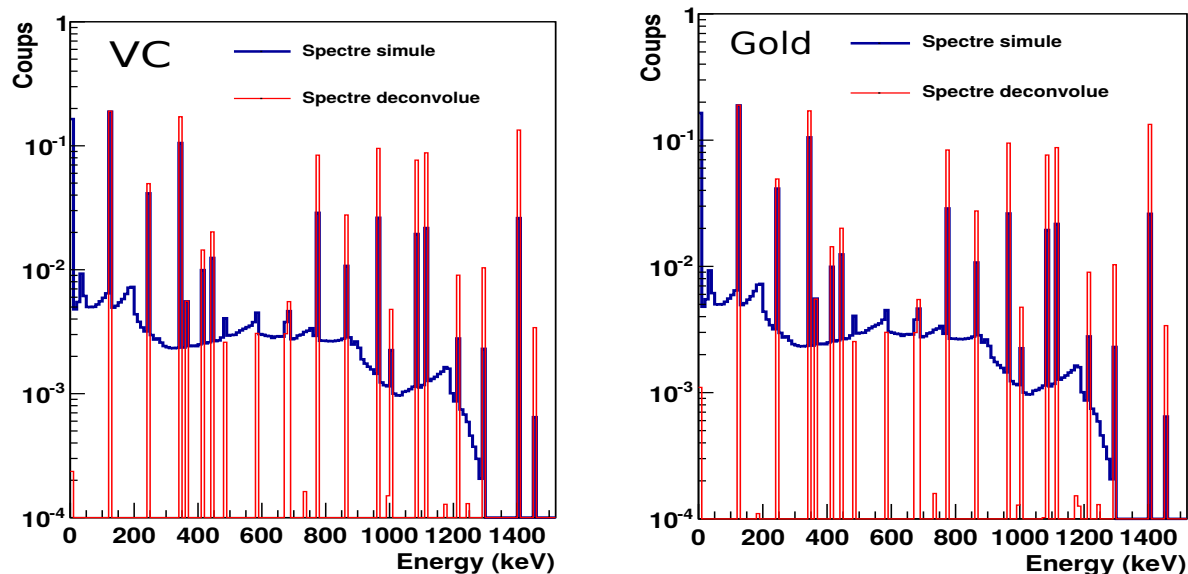 VC
Coups
Spectre simule
Spectre deconvolue
1
10^-1
10^-2
10^-3
10^-4
0 200 400 600 800 1000 1200 1400
Energy (keV)
Gold
Coups
Spectre simule
Spectre deconvolue
1
10^-1
10^-2
10^-3
10^-4
0 200 400 600 800 1000 1200 1400
Energy (keV)